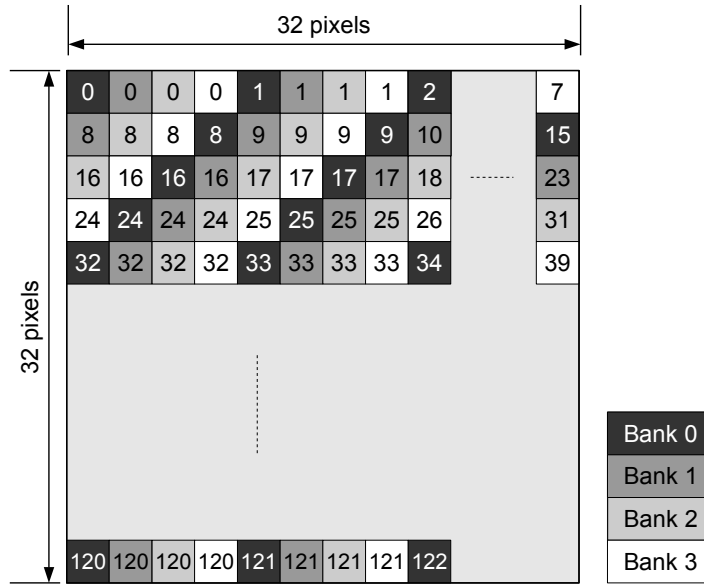 32 pixels
0 0 0 0 1 1 1 1 2 7
8 8 8 8 9 9 9 9 10 15
16 16 16 16 17 17 17 17 18 23
24 24 24 24 25 25 25 25 26 31
32 32 32 32 33 33 33 33 34 39
32 pixels
120 120 120 120 121 121 121 121 122
Bank 0
Bank 1
Bank 2
Bank 3